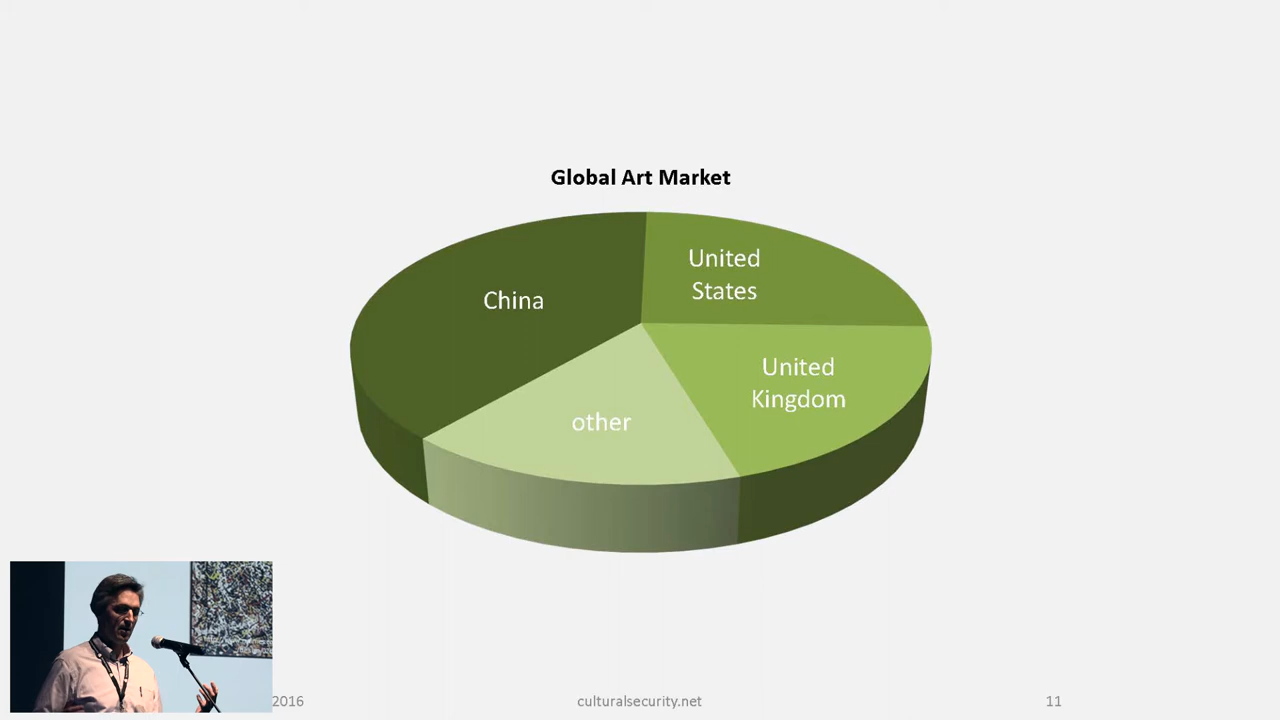 Global Art Market
United
States
China
United
Kingdom
other
2016
culturalsecurity.net
11